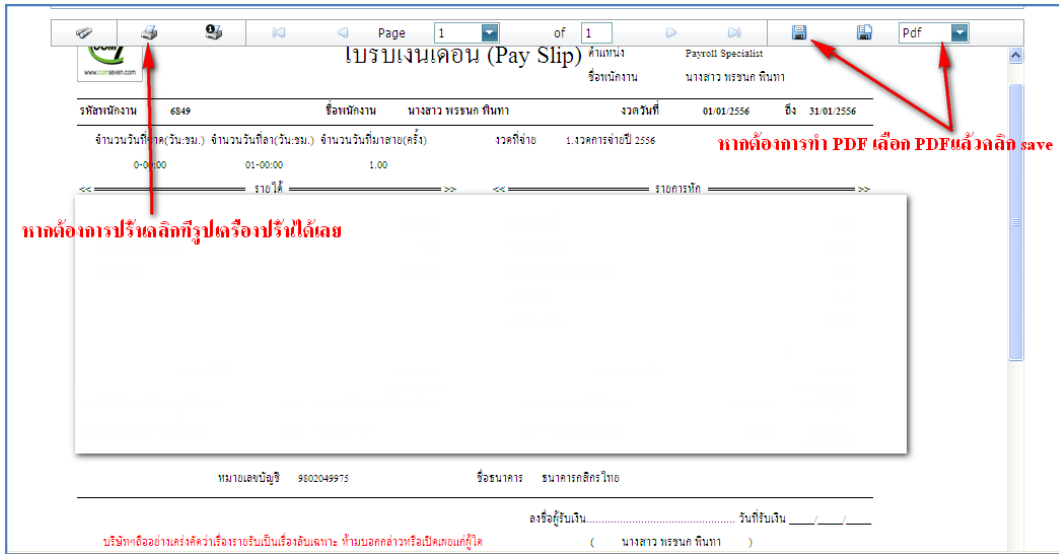 Page 1 of 1 Pdf
www.comseven.com
ใบรับเงินเดือน (Pay Slip)
ตำแหน่ง Payroll Specialist
ชื่อพนักงาน นางสาว พรชนก พินทา
รหัสพนักงาน 6849 ชื่อพนักงาน นางสาว พรชนก พินทา งวดวันที่ 01/01/2556 ถึง 31/01/2556
จำนวนวันที่ขาด(วัน:ชม.) จำนวนวันที่ลา(วัน:ชม.) จำนวนวันที่มาสาย(ครั้ง) งวดที่จ่าย 1.งวดการจ่ายปี 2556
หากต้องการทำ PDF เลือก PDFแล้วคลิก save
0-00:00 01-00:00 1.00
<< รายได้ >> << รายการหัก >>
หากต้องการปริ้นคลิกที่รูปเครื่องปริ้นได้เลย
หมายเลขบัญชี 9802049975 ชื่อธนาคาร ธนาคารกสิกรไทย
ลงชื่อผู้รับเงิน.................................................... วันที่รับเงิน ____/____/____
บริษัทฯถืออย่างเคร่งคัดว่าเรื่องรายรับเป็นเรื่องลับเฉพาะ ห้ามบอกกล่าวหรือเปิดเผยแก่ผู้ใด ( นางสาว พรชนก พินทา )